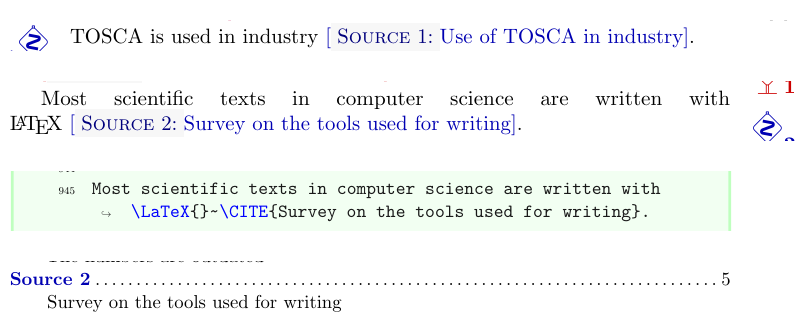 TOSCA is used in industry [ SOURCE 1: Use of TOSCA in industry].
Most scientific texts in computer science are written with
LATEX [ SOURCE 2: Survey on the tools used for writing].
1
945 Most scientific texts in computer science are written with
↪ \LaTeX{}~\CITE{Survey on the tools used for writing}.
Source 2 . . . . . . . . . . . . . . . . . . . . . . . . . . . . . . . . . . . . . . . . 5
Survey on the tools used for writing